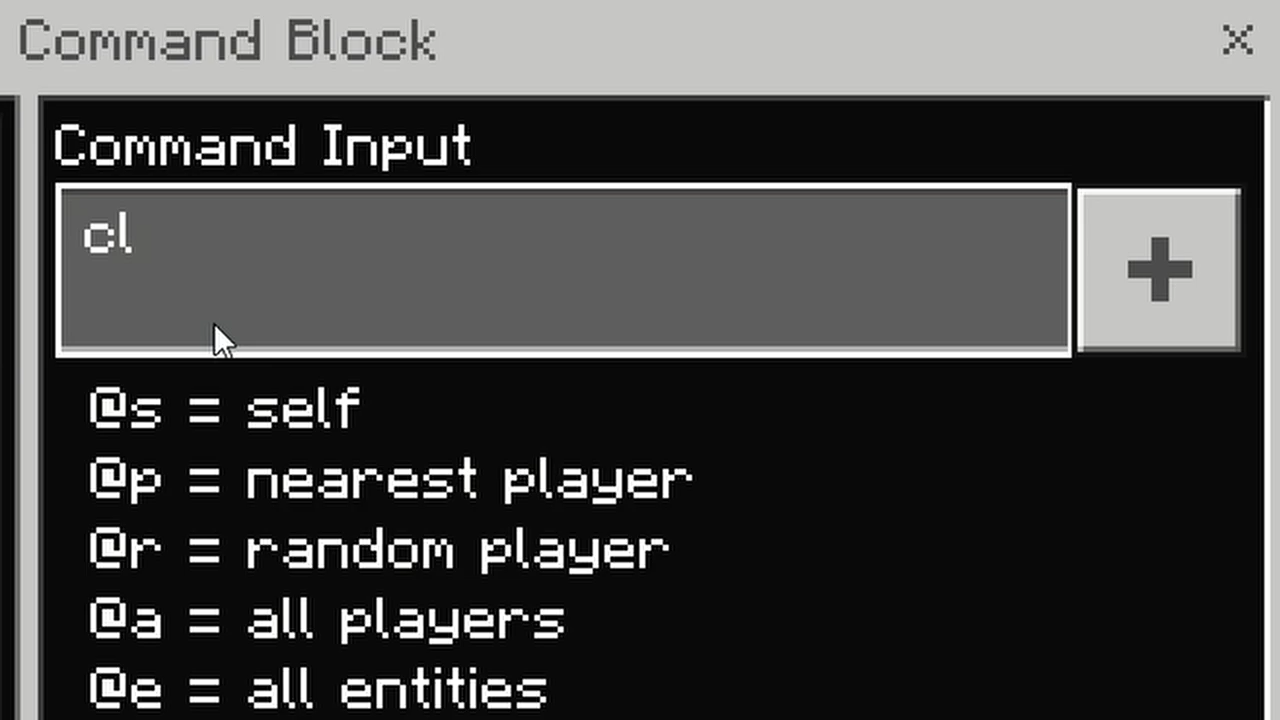 Command Block
Command Input
cl
@s = self
@p = nearest player
@r = random player
@a = all players
@e = all entities